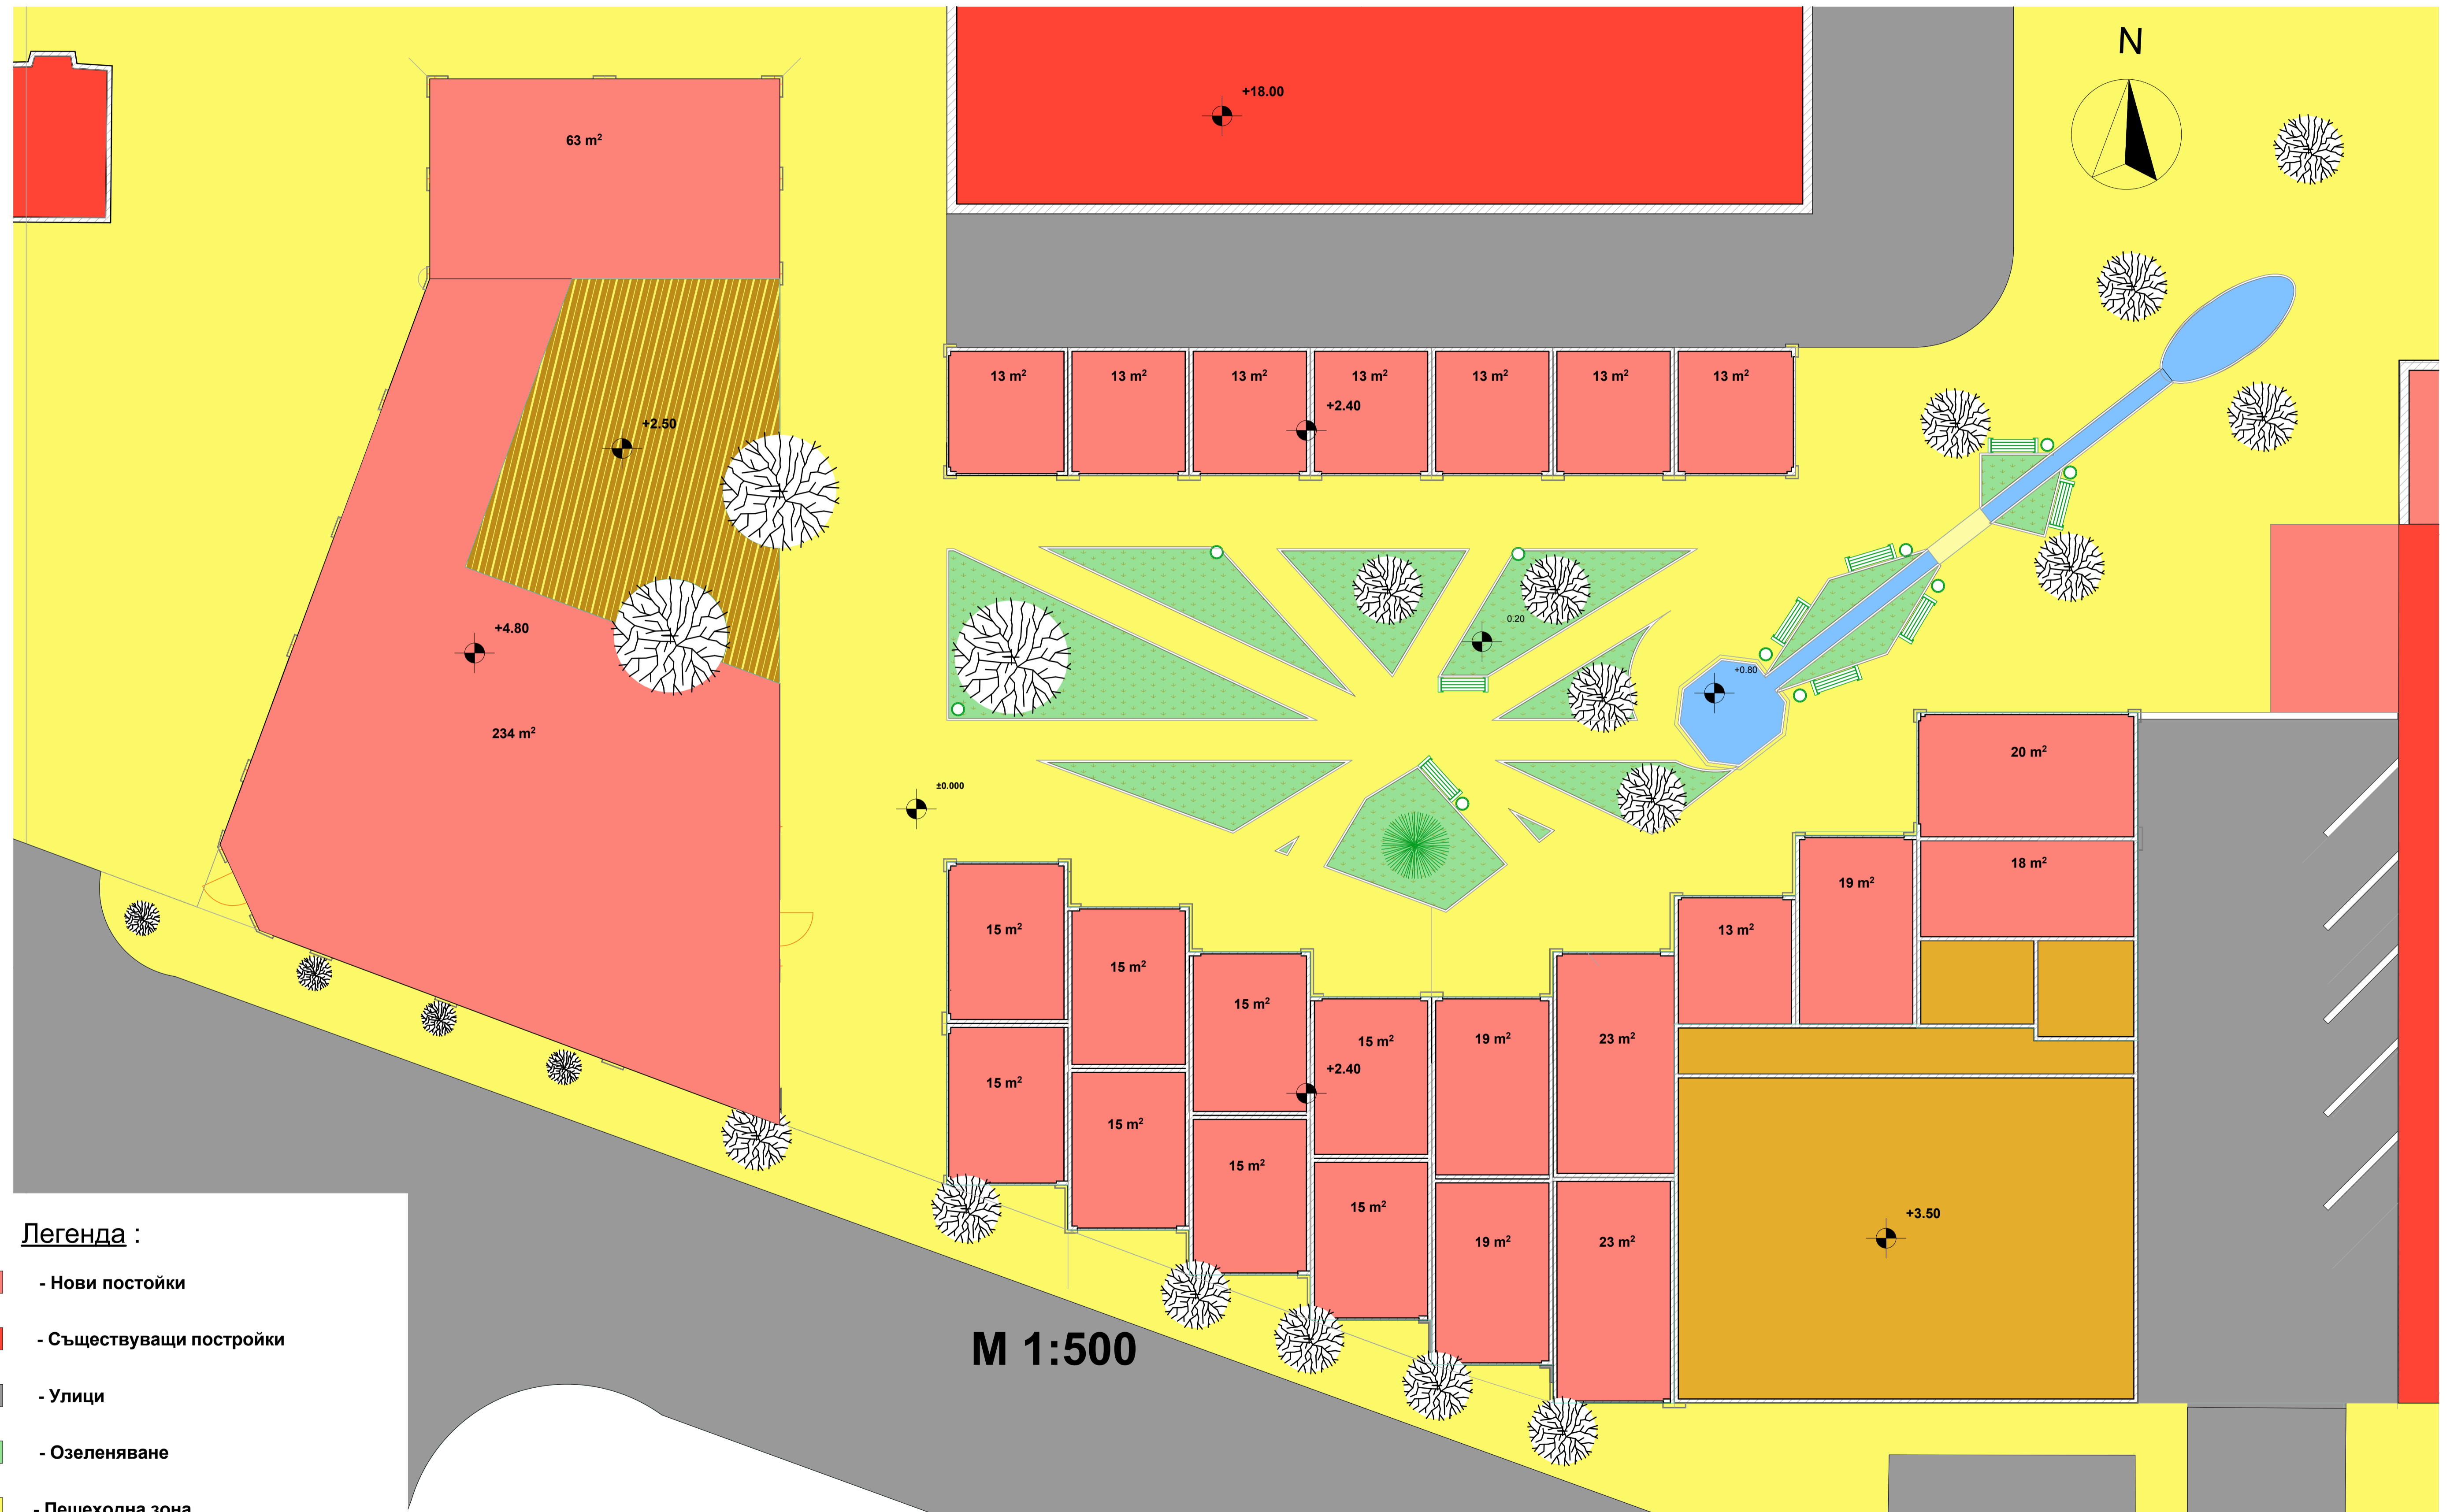 N
+18.00
63 m²
13 m²
13 m²
13 m²
13 m²
13 m²
13 m²
13 m²
+2.40
+2.50
+4.80
0.20
+0.80
234 m²
±0.000
20 m²
18 m²
19 m²
13 m²
15 m²
15 m²
15 m²
15 m²
19 m²
23 m²
+2.40
15 m²
15 m²
15 m²
15 m²
19 m²
23 m²
+3.50
М 1:500
Легенда :
- Нови постойки
- Съществуващи постройки
- Улици
- Озеленяване
- Пешеходна зона